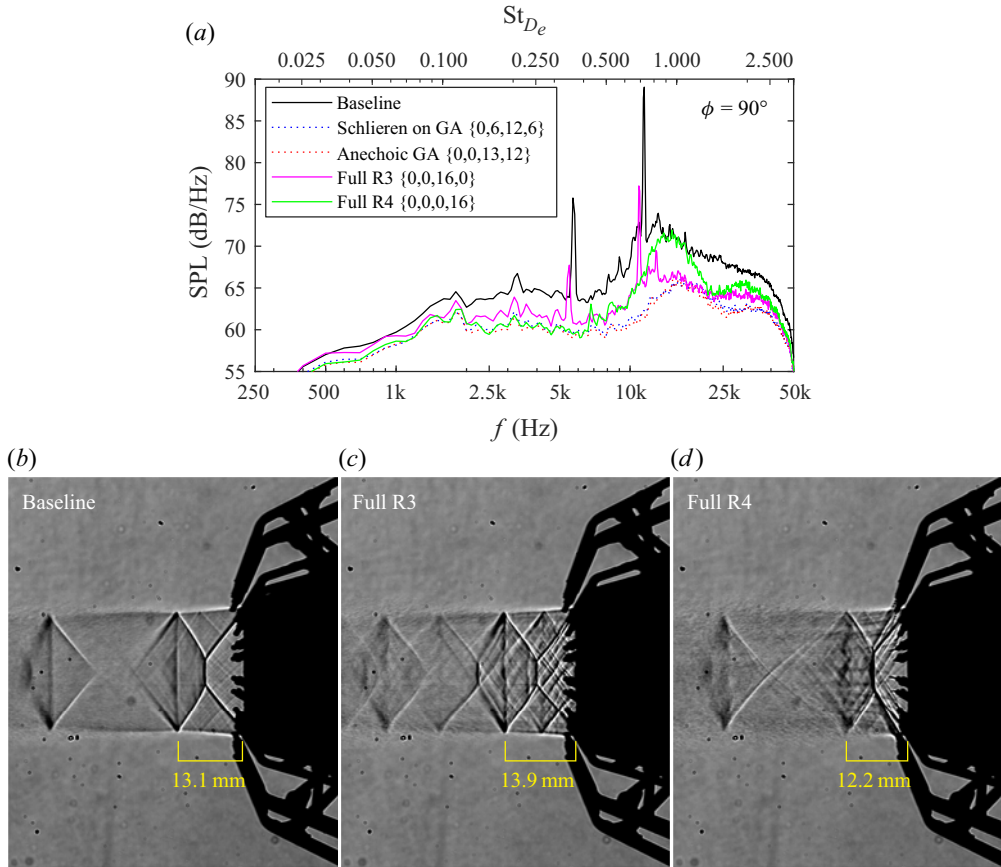 (a)
St_{D_e}
0.025 0.050 0.100 0.250 0.500 1.000 2.500
90
85
80
75
70
65
60
55
SPL (dB/Hz)
Baseline
Schlieren on GA {0,6,12,6}
Anechoic GA {0,0,13,12}
Full R3 {0,0,16,0}
Full R4 {0,0,0,16}
ϕ = 90°
250 500 1k 2.5k 5k 10k 25k 50k
f (Hz)
(b) (c) (d)
Baseline Full R3 Full R4
13.1 mm 13.9 mm 12.2 mm